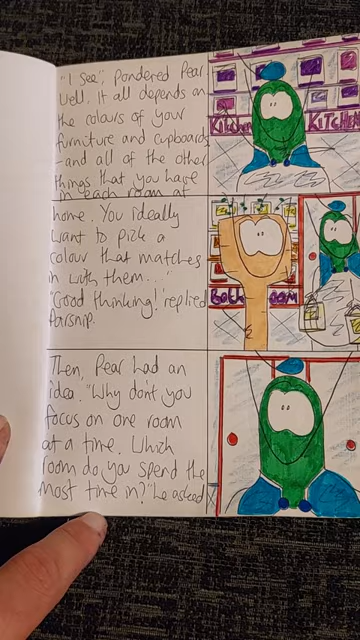 "I see", pondered Pear.
Well. It all depends on
the colours of your
furniture and cupboards
- and all of the other
things that you have
in each room at
Kitchen
KITCHEN
home. You ideally
want to pick a
colour that matches
in with them..."
"Good thinking!" replied
Parsnip.
Bathroom
Then, Pear had an
idea. "Why don't you
focus on one room
at a time. Which
room do you spend the
most time in?" he asked